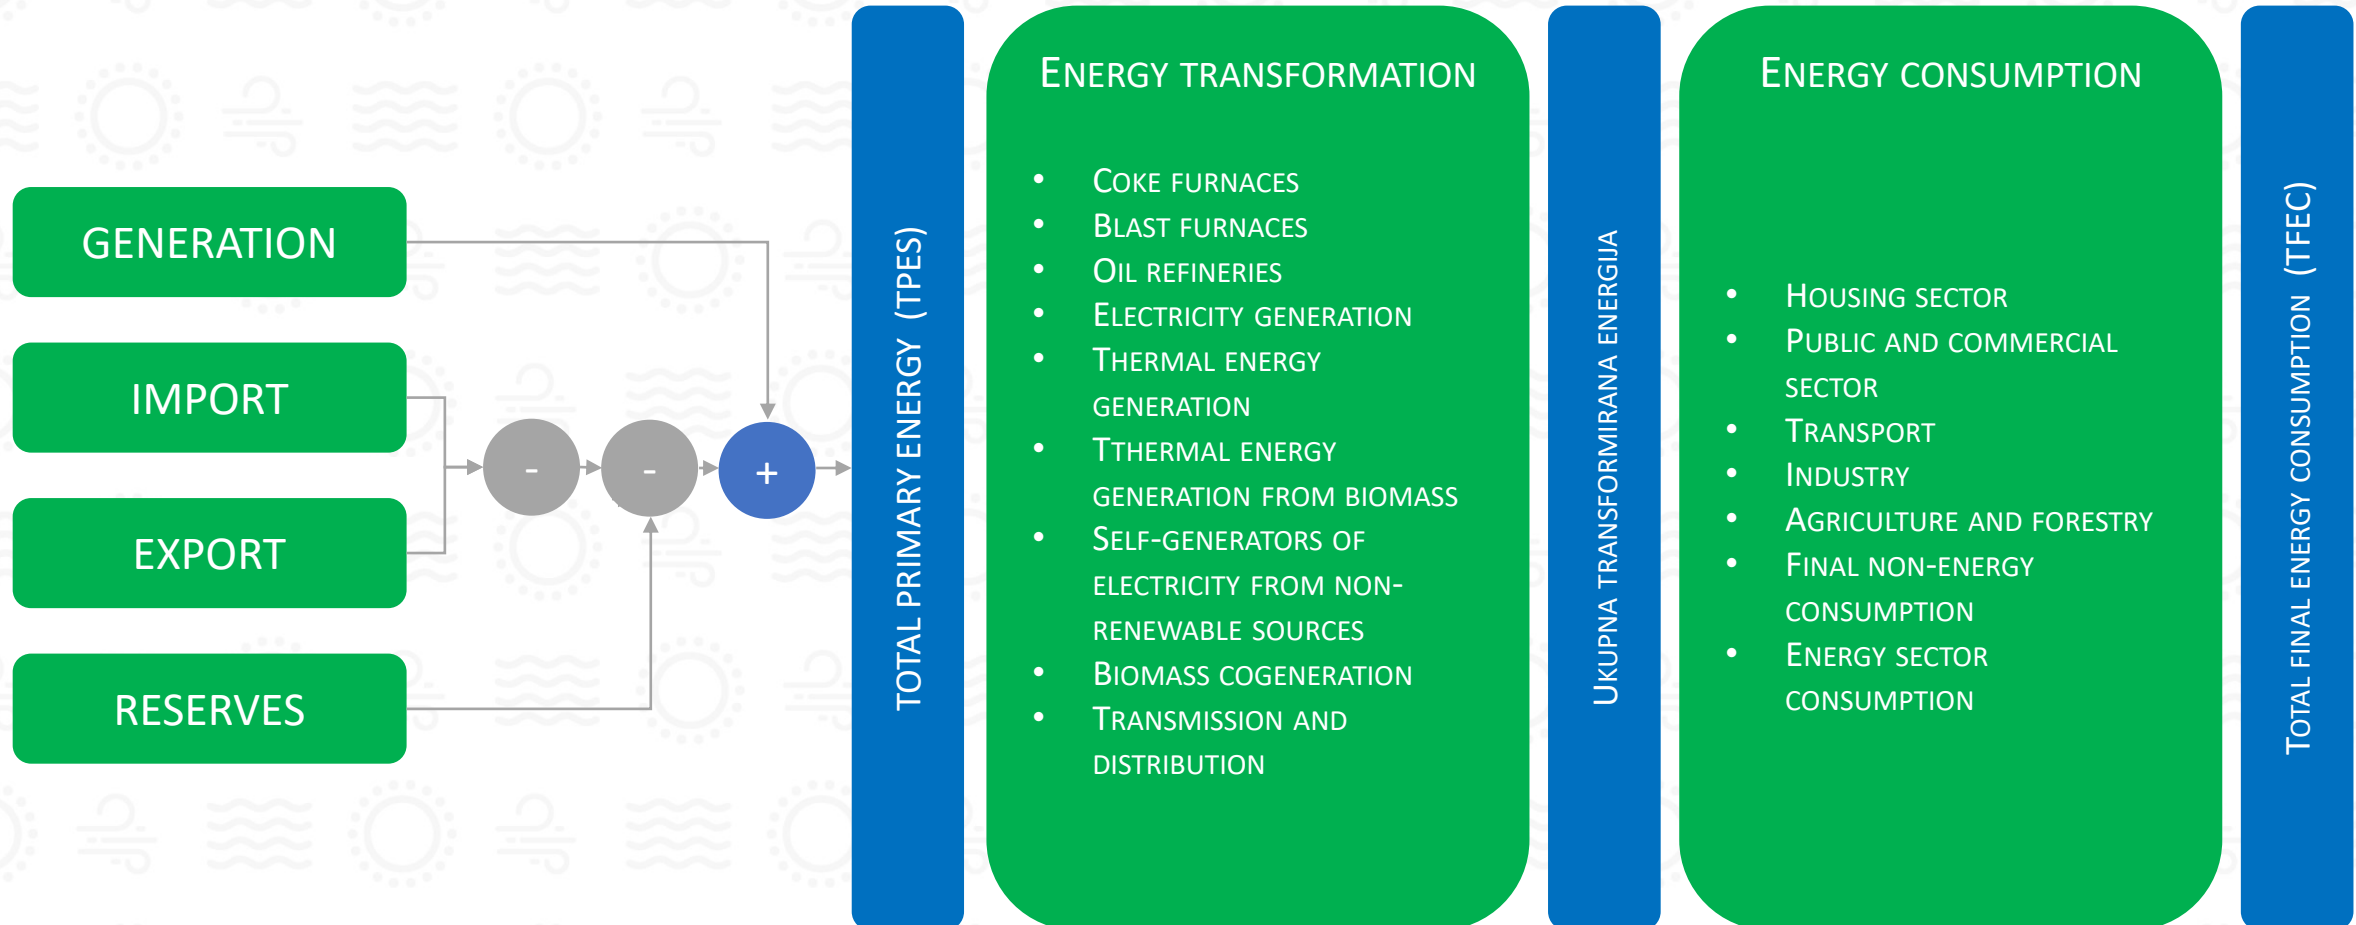 GENERATION
IMPORT
EXPORT
RESERVES
-
-
+
TOTAL PRIMARY ENERGY (TPES)
ENERGY TRANSFORMATION
• COKE FURNACES
• BLAST FURNACES
• OIL REFINERIES
• ELECTRICITY GENERATION
• THERMAL ENERGY
GENERATION
• TTHERMAL ENERGY
GENERATION FROM BIOMASS
• SELF-GENERATORS OF
ELECTRICITY FROM NON-
RENEWABLE SOURCES
• BIOMASS COGENERATION
• TRANSMISSION AND
DISTRIBUTION
UKUPNA TRANSFORMIRANA ENERGIJA
ENERGY CONSUMPTION
• HOUSING SECTOR
• PUBLIC AND COMMERCIAL
SECTOR
• TRANSPORT
• INDUSTRY
• AGRICULTURE AND FORESTRY
• FINAL NON-ENERGY
CONSUMPTION
• ENERGY SECTOR
CONSUMPTION
TOTAL FINAL ENERGY CONSUMPTION (TFEC)